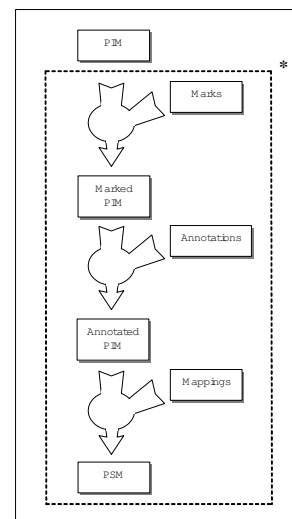 PIM
*
Marks
Marked
PIM
Annotations
Annotated
PIM
Mappings
PSM